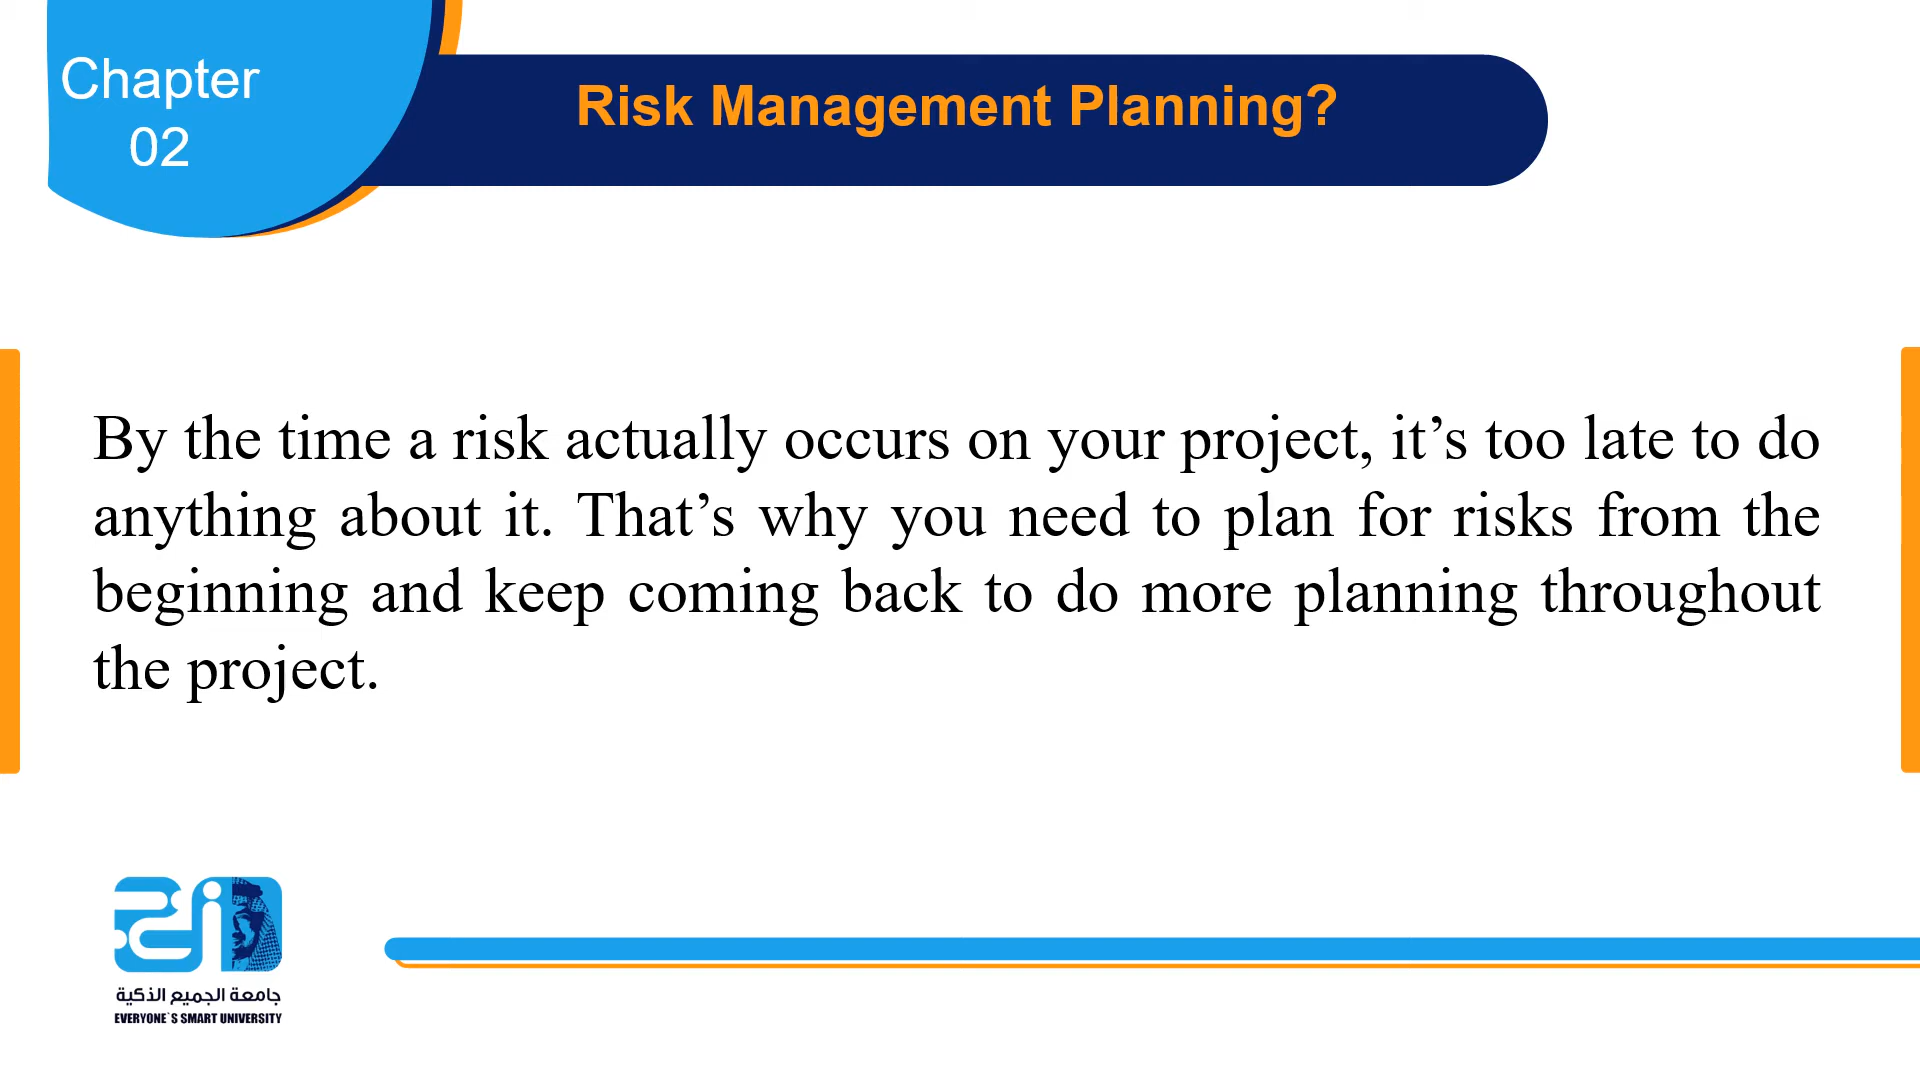 Chapter
02
Risk Management Planning?
By the time a risk actually occurs on your project, it’s too late to do
anything about it. That’s why you need to plan for risks from the
beginning and keep coming back to do more planning throughout
the project.
جامعة الجميع الذكية
EVERYONE`S SMART UNIVERSITY